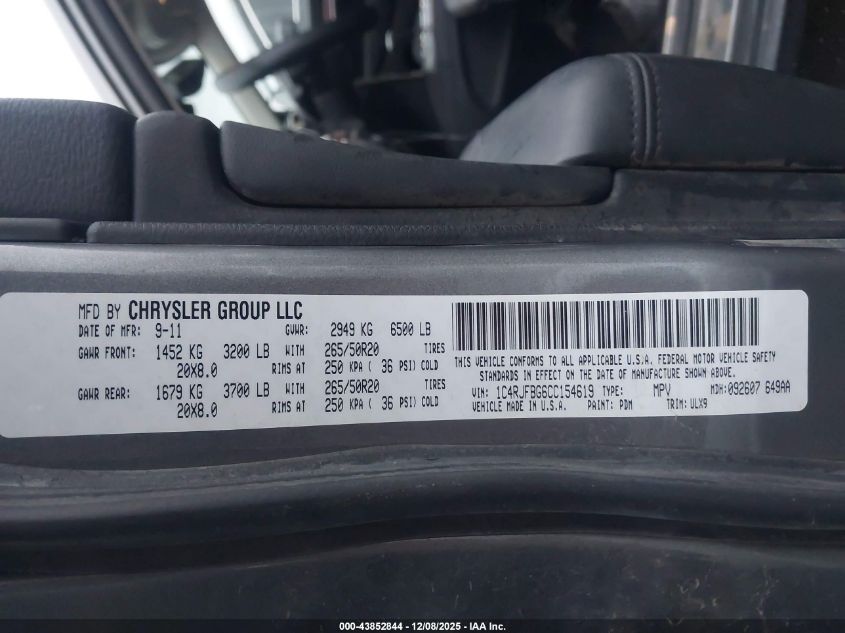 MFD BY CHRYSLER GROUP LLC
DATE OF MFR: 9-11 GVWR: 2949 KG 6500 LB
GAWR FRONT: 1452 KG 3200 LB WITH 265/50R20 TIRES
20X8.0 RIMS AT 250 KPA ( 36 PSI) COLD
GAWR REAR: 1679 KG 3700 LB WITH 265/50R20 TIRES
20X8.0 RIMS AT 250 KPA ( 36 PSI) COLD
THIS VEHICLE CONFORMS TO ALL APPLICABLE U.S.A. FEDERAL MOTOR VEHICLE SAFETY
STANDARDS IN EFFECT ON THE DATE OF MANUFACTURE SHOWN ABOVE.
VIN: 1C4RJFBG6CC154619 TYPE: MPV MDH:092607 649AA
VEHICLE MADE IN U.S.A. PAINT: PDM TRIM: ULX9
000-43852844 - 12/08/2025 - IAA Inc.